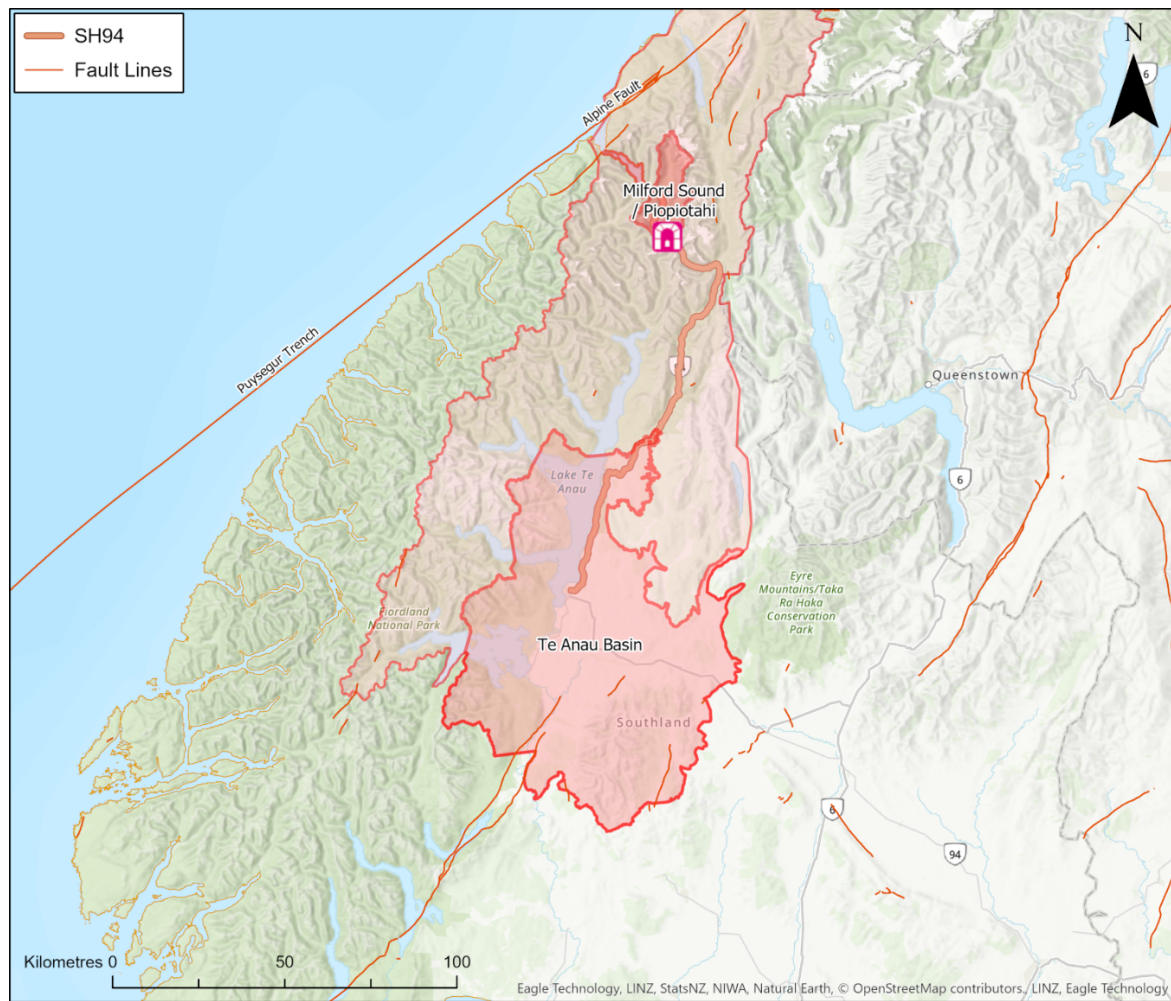 SH94
Fault Lines
N
6
Alpine Fault
Milford Sound
/ Piopiotahi
Puysegur Trench
Queenstown
Lake Te
Anau
6
Eyre
Mountains/Taka
Ra Haka
Conservation
Park
Fiordland
National Park
Te Anau Basin
Southland
6
94
Kilometres 0 50 100
Eagle Technology, LINZ, StatsNZ, NIWA, Natural Earth, © OpenStreetMap contributors., LINZ, Eagle Technology